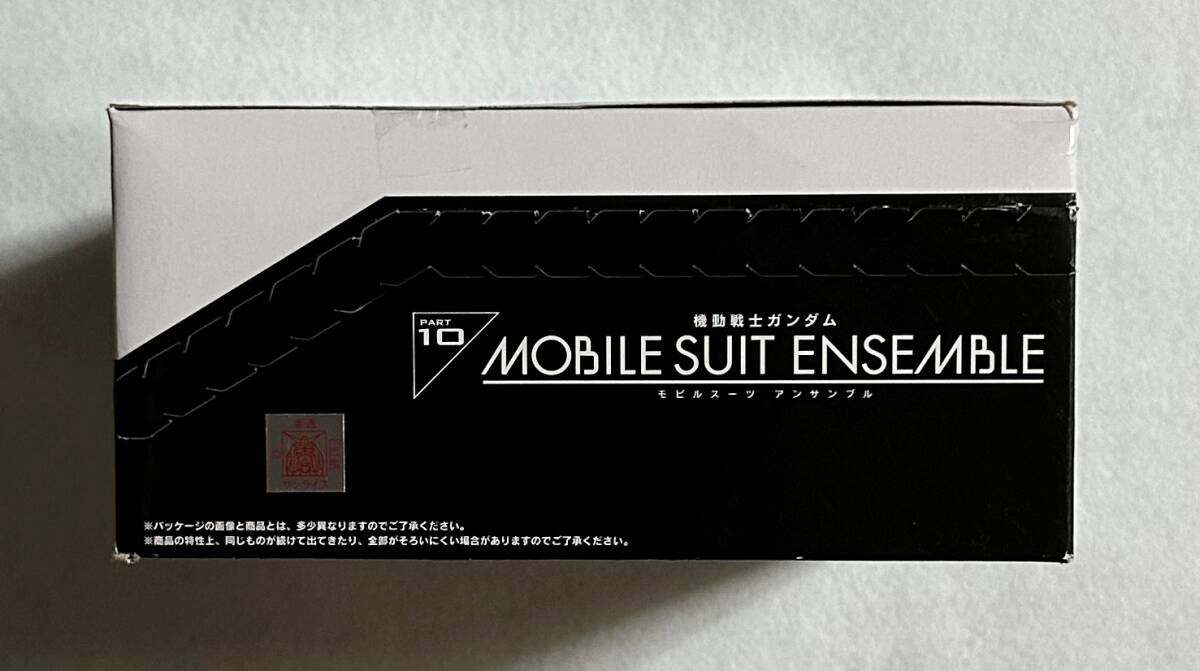 PART
10
機動戦士ガンダム
MOBILE SUIT ENSEMBLE
モビルスーツ アンサンブル
サンライズ
※パッケージの画像と商品とは、多少異なりますのでご了承ください。
※商品の特性上、同じものが続けて出てきたり、全部がそろいにくい場合がありますのでご了承ください。